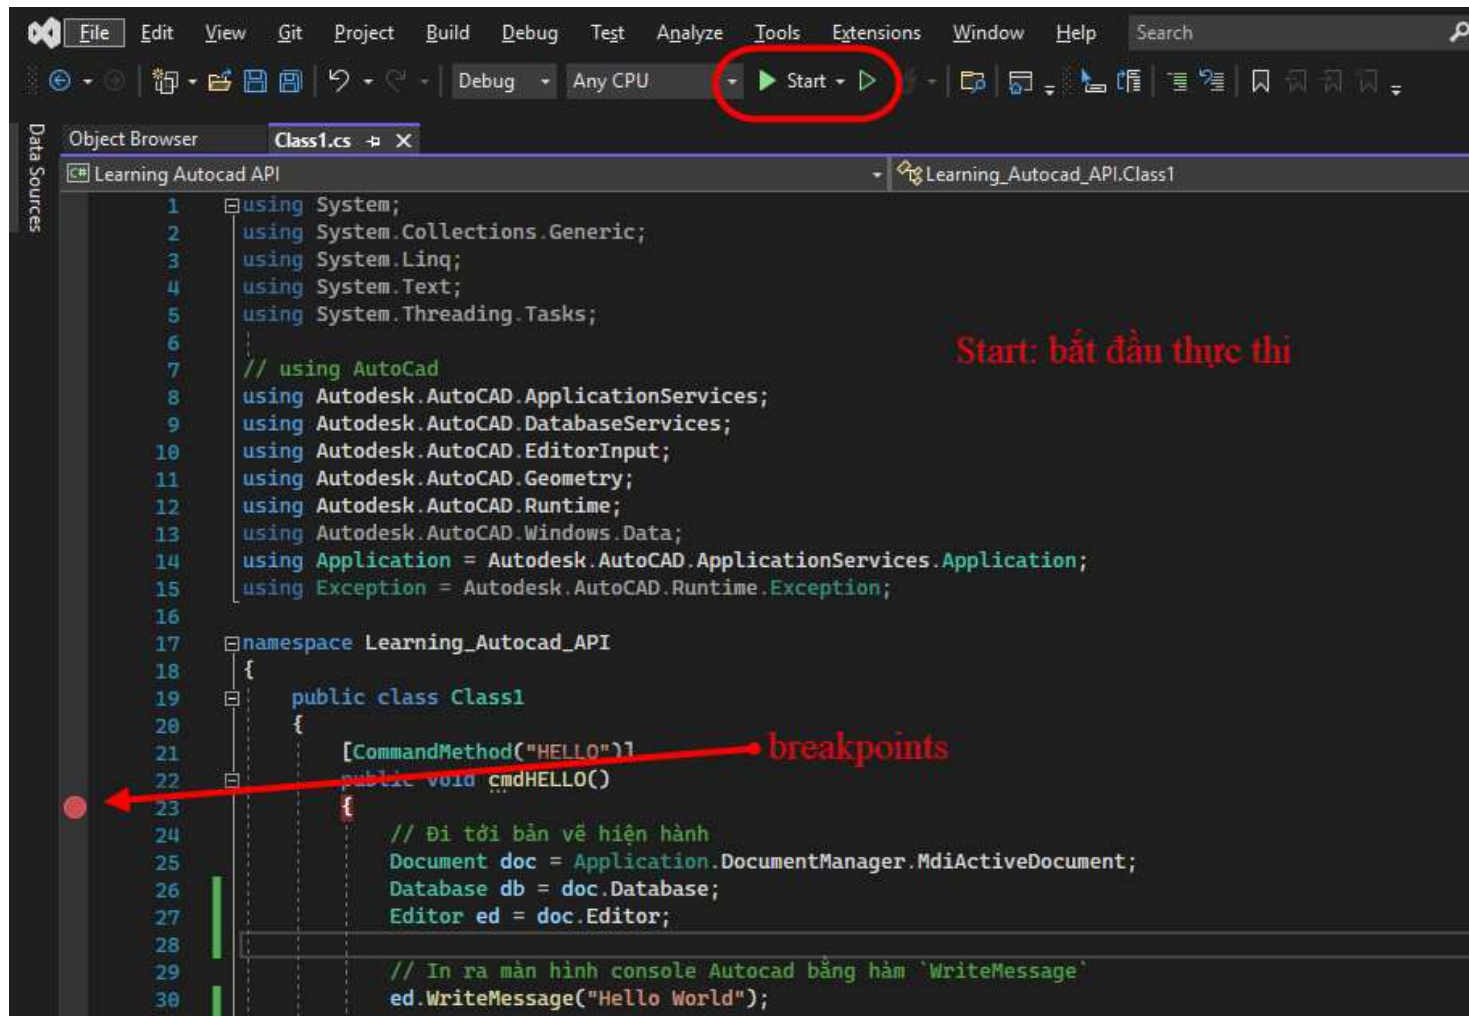 File Edit View Git Project Build Debug Test Analyze Tools Extensions Window Help Search
Debug Any CPU Start
Data Sources
Object Browser Class1.cs
C# Learning Autocad API Learning_Autocad_API.Class1
1 using System;
2 using System.Collections.Generic;
3 using System.Linq;
4 using System.Text;
5 using System.Threading.Tasks;
6
Start: bắt đầu thực thi
7 // using AutoCad
8 using Autodesk.AutoCAD.ApplicationServices;
9 using Autodesk.AutoCAD.DatabaseServices;
10 using Autodesk.AutoCAD.EditorInput;
11 using Autodesk.AutoCAD.Geometry;
12 using Autodesk.AutoCAD.Runtime;
13 using Autodesk.AutoCAD.Windows.Data;
14 using Application = Autodesk.AutoCAD.ApplicationServices.Application;
15 using Exception = Autodesk.AutoCAD.Runtime.Exception;
16
17 namespace Learning_Autocad_API
18 {
19 public class Class1
20 {
21 [CommandMethod("HELLO")]
breakpoints
22 public void cmdHELLO()
23 {
24 // Đi tới bản vẽ hiện hành
25 Document doc = Application.DocumentManager.MdiActiveDocument;
26 Database db = doc.Database;
27 Editor ed = doc.Editor;
28
29 // In ra màn hình console Autocad bằng hàm `WriteMessage`
30 ed.WriteMessage("Hello World");